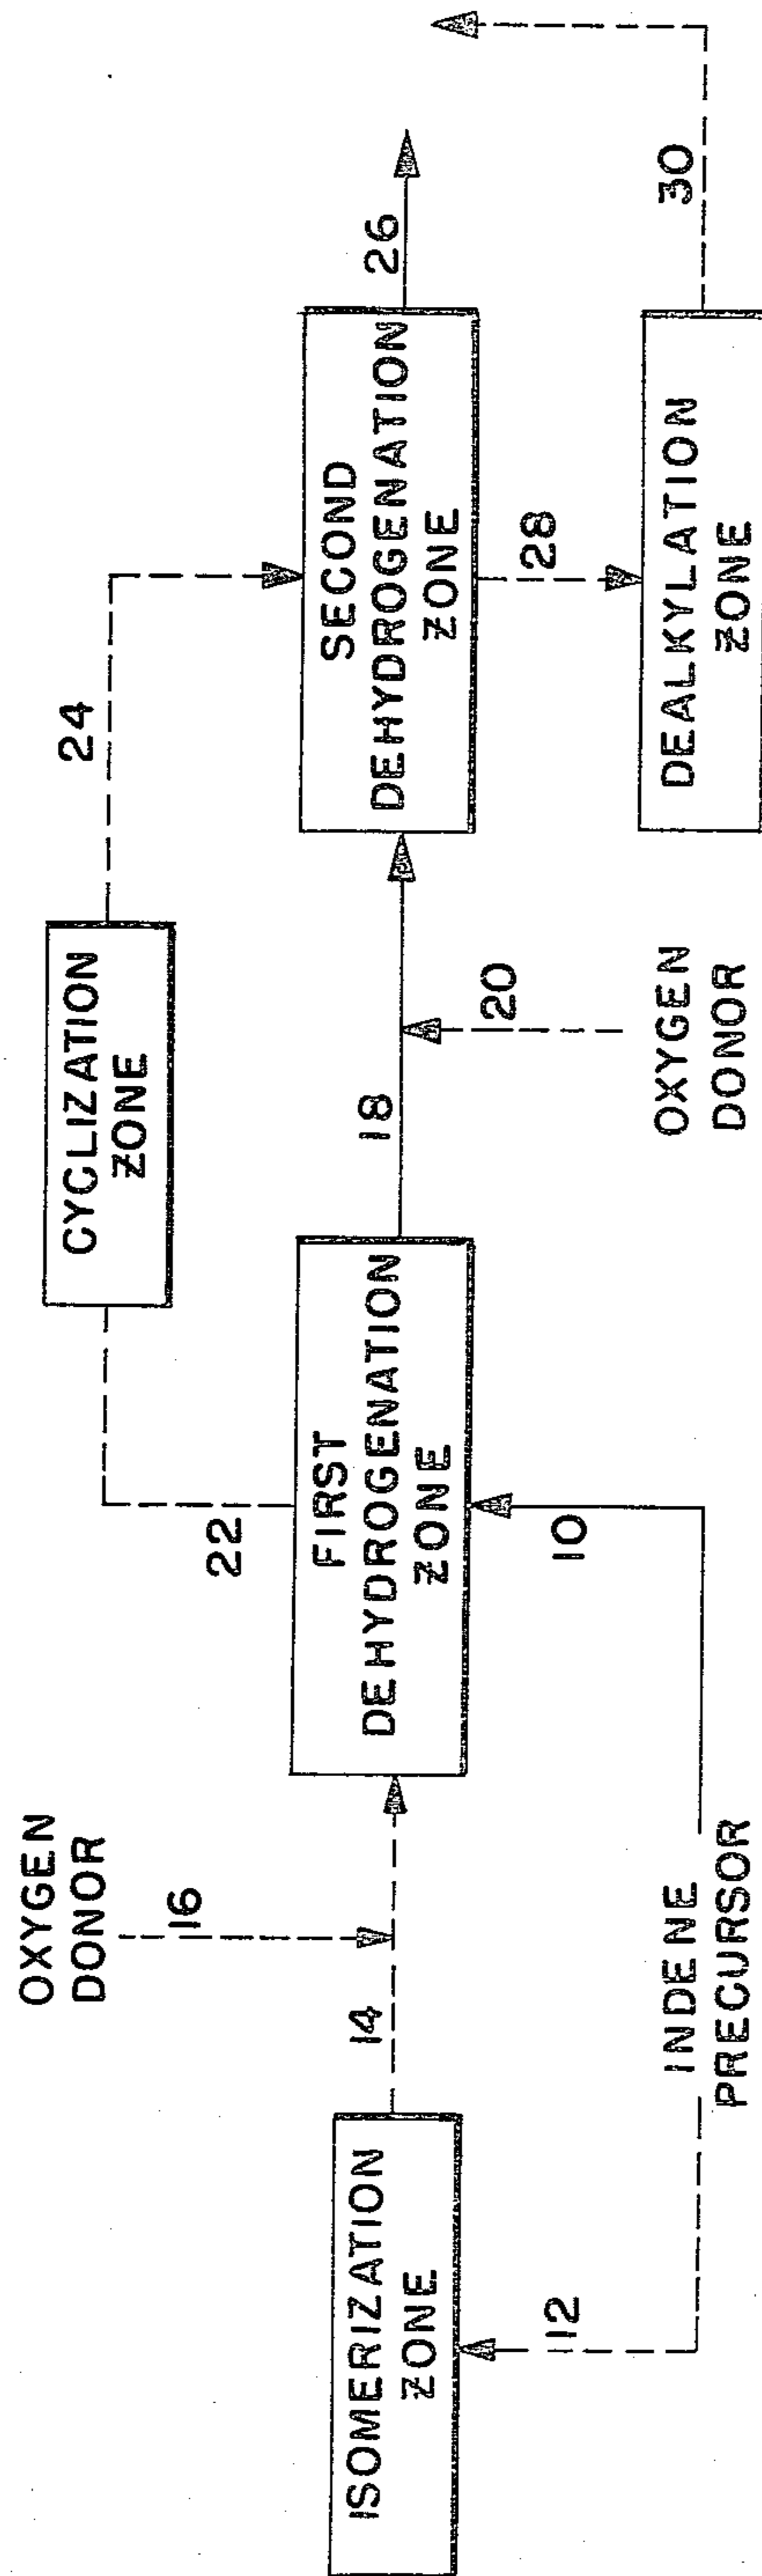 OXYGEN
DONOR
16
ISOMERIZATION
ZONE
14
12
INDENE
PRECURSOR
10
FIRST
DEHYDROGENATION
ZONE
22
CYCLIZATION
ZONE
24
18
20
OXYGEN
DONOR
SECOND
DEHYDROGENATION
ZONE
26
28
DEALKYLATION
ZONE
30